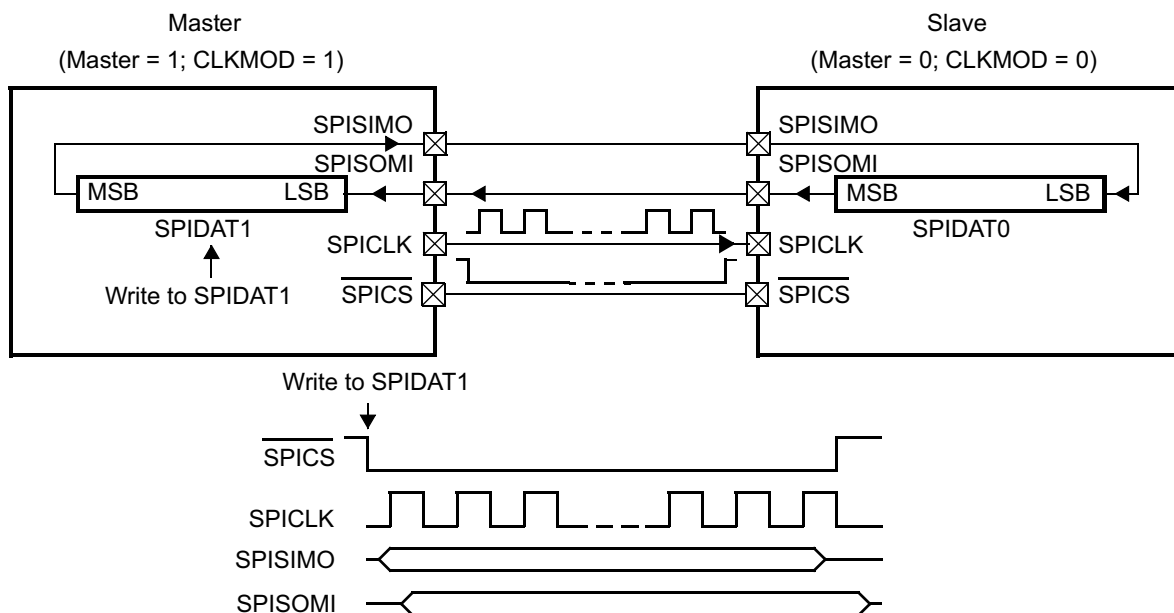 Master
(Master = 1; CLKMOD = 1)
Slave
(Master = 0; CLKMOD = 0)
SPISIMO
SPISOMI
MSB LSB
SPIDAT1
Write to SPIDAT1
SPICLK
SPICS
SPISIMO
SPISOMI
MSB LSB
SPIDAT0
SPICLK
SPICS
Write to SPIDAT1
SPICS
SPICLK
SPISIMO
SPISOMI